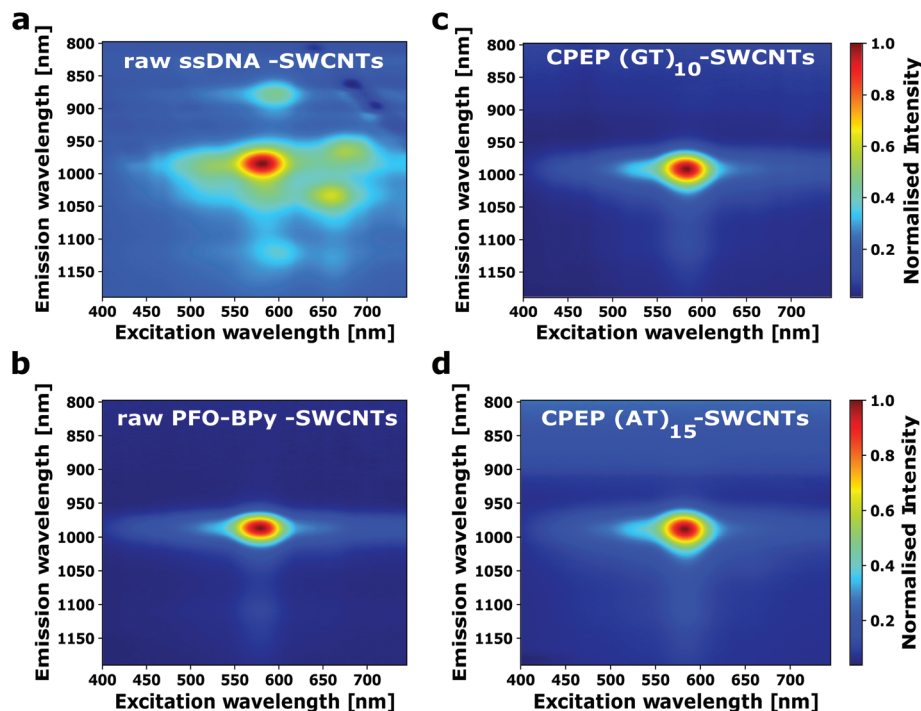 a
raw ssDNA -SWCNTs
Emission wavelength [nm]
800
850
900
950
1000
1050
1100
1150
400 450 500 550 600 650 700
Excitation wavelength [nm]
c
CPEP (GT)10-SWCNTs
Emission wavelength [nm]
800
850
900
950
1000
1050
1100
1150
400 450 500 550 600 650 700
Excitation wavelength [nm]
1.0
0.8
0.6
0.4
0.2
Normalised Intensity
b
raw PFO-BPy -SWCNTs
Emission wavelength [nm]
800
850
900
950
1000
1050
1100
1150
400 450 500 550 600 650 700
Excitation wavelength [nm]
d
CPEP (AT)15-SWCNTs
Emission wavelength [nm]
800
850
900
950
1000
1050
1100
1150
400 450 500 550 600 650 700
Excitation wavelength [nm]
1.0
0.8
0.6
0.4
0.2
Normalised Intensity